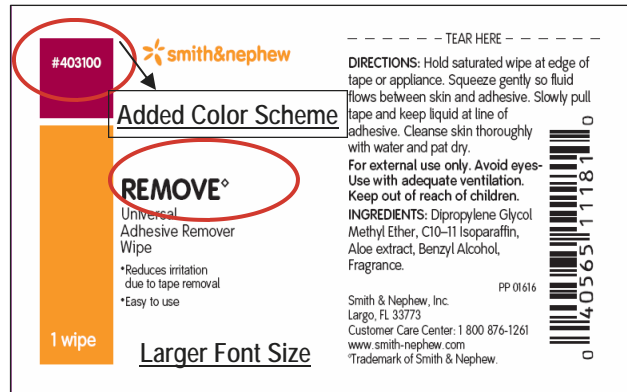 #403100
smith&nephew
Added Color Scheme
REMOVE◊
Universal
Adhesive Remover
Wipe
•Reduces irritation
due to tape removal
•Easy to use
1 wipe
Larger Font Size
– – – – – – TEAR HERE – – – – – –
DIRECTIONS: Hold saturated wipe at edge of
tape or appliance. Squeeze gently so fluid
flows between skin and adhesive. Slowly pull
tape and keep liquid at line of
adhesive. Cleanse skin thoroughly
with water and pat dry.
For external use only. Avoid eyes-
Use with adequate ventilation.
Keep out of reach of children.
INGREDIENTS: Dipropylene Glycol
Methyl Ether, C10–11 Isoparaffin,
Aloe extract, Benzyl Alcohol,
Fragrance.
PP 01616
Smith & Nephew, Inc.
Largo, FL 33773
Customer Care Center: 1 800 876-1261
www.smith-nephew.com
◊Trademark of Smith & Nephew.
0 40565 11181 0